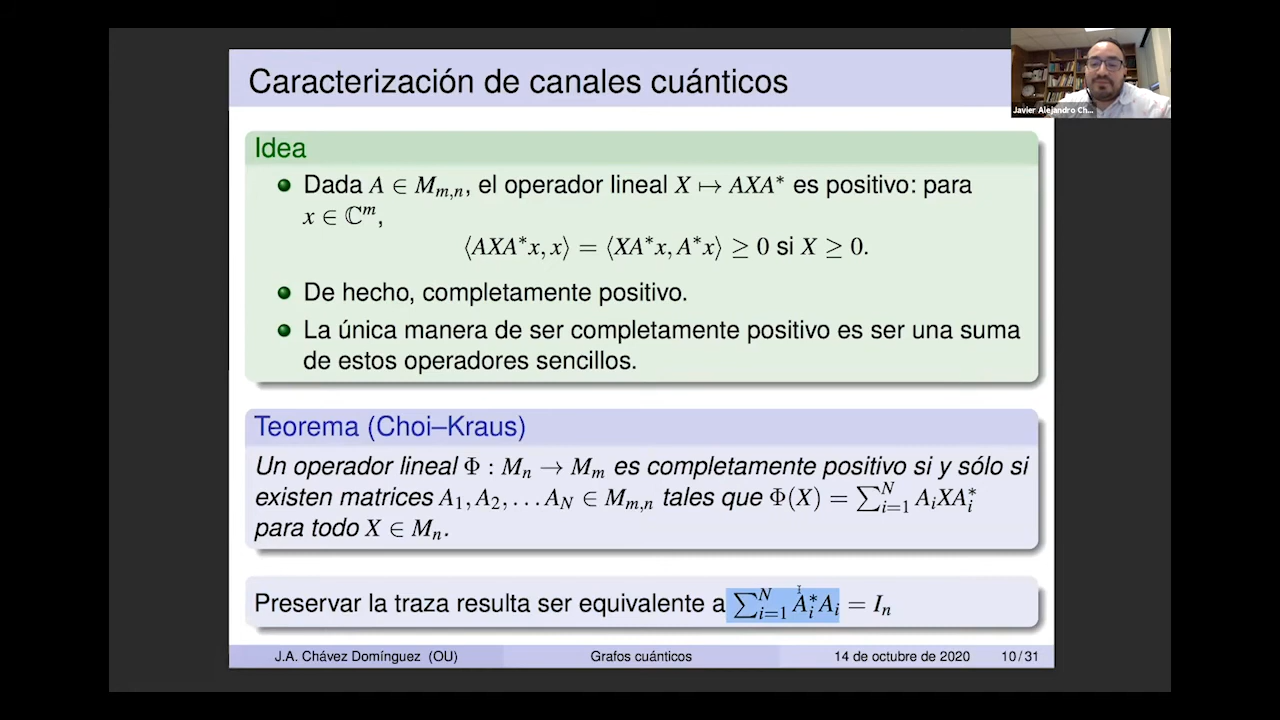 Caracterización de canales cuánticos
Javier Alejandro Ch...
Idea
Dada A ∈ M_{m,n}, el operador lineal X ↦ AXA* es positivo: para
x ∈ ℂ^m,
⟨AXA*x, x⟩ = ⟨XA*x, A*x⟩ ≥ 0 si X ≥ 0.
De hecho, completamente positivo.
La única manera de ser completamente positivo es ser una suma
de estos operadores sencillos.
Teorema (Choi–Kraus)
Un operador lineal Φ : M_n → M_m es completamente positivo si y sólo si
existen matrices A_1, A_2, . . . A_N ∈ M_{m,n} tales que Φ(X) = ∑_{i=1}^N A_i X A_i^*
para todo X ∈ M_n.
Preservar la traza resulta ser equivalente a ∑_{i=1}^N A_i^* A_i = I_n
J.A. Chávez Domínguez (OU) Grafos cuánticos 14 de octubre de 2020 10/31